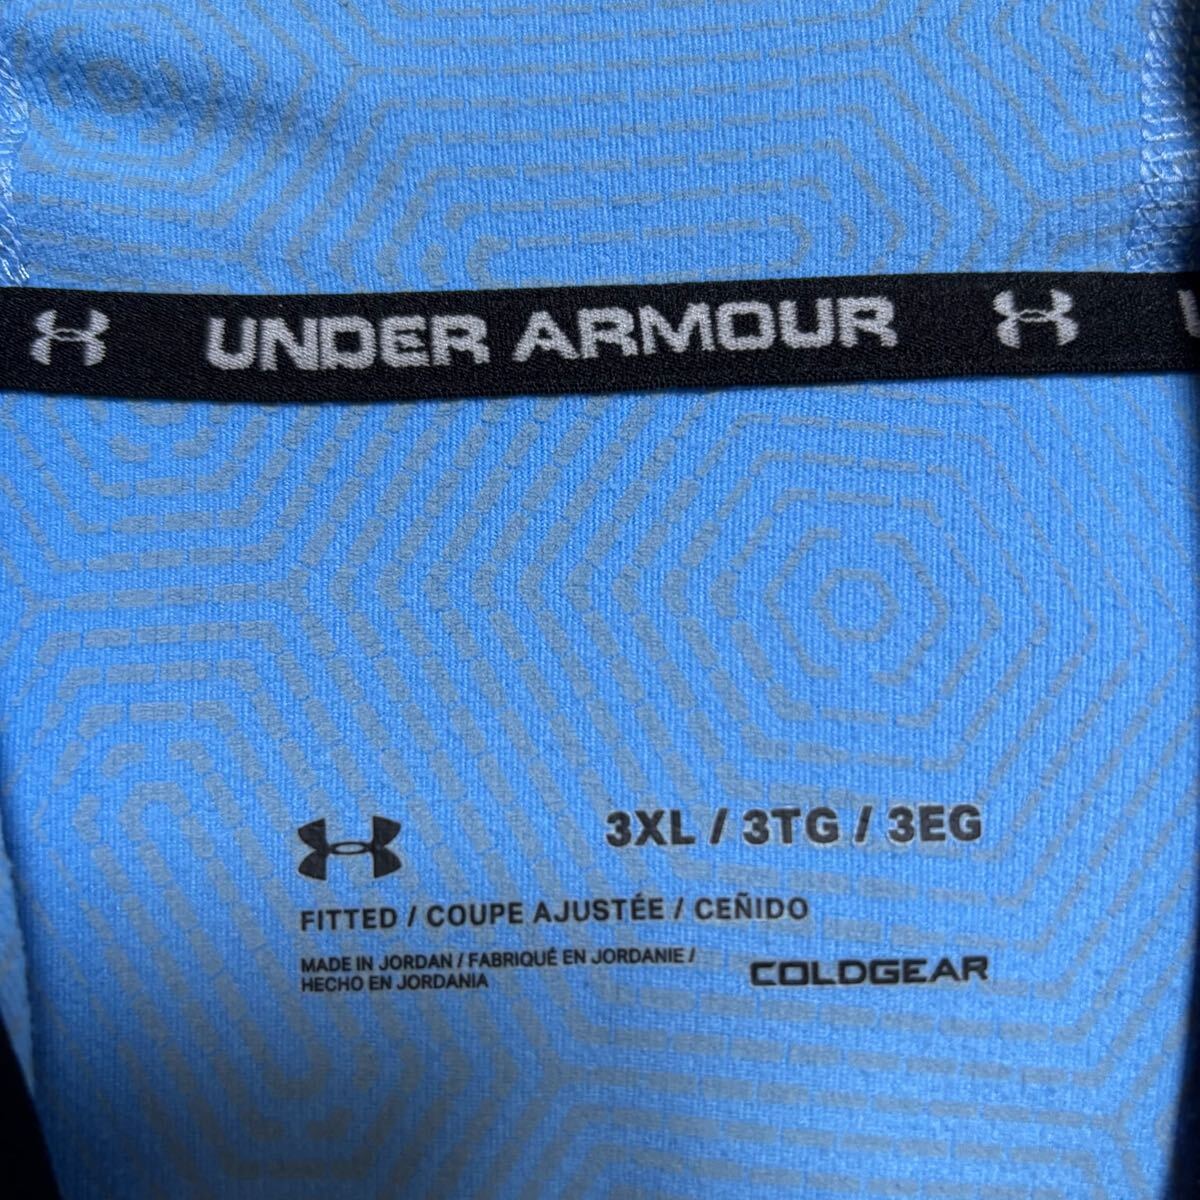 UNDER ARMOUR
3XL / 3TG / 3EG
FITTED / COUPE AJUSTÉE / CEÑIDO
MADE IN JORDAN / FABRIQUÉ EN JORDANIE /
HECHO EN JORDANIA
COLDGEAR